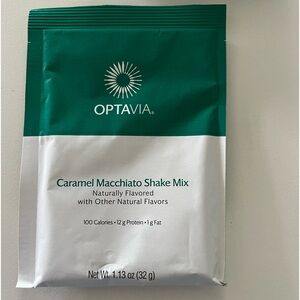 OPTAVIA®
Caramel Macchiato Shake Mix
Naturally Flavored
with Other Natural Flavors
100 Calories • 12 g Protein • 1 g Fat
Net Wt. 1.13 oz (32 g)